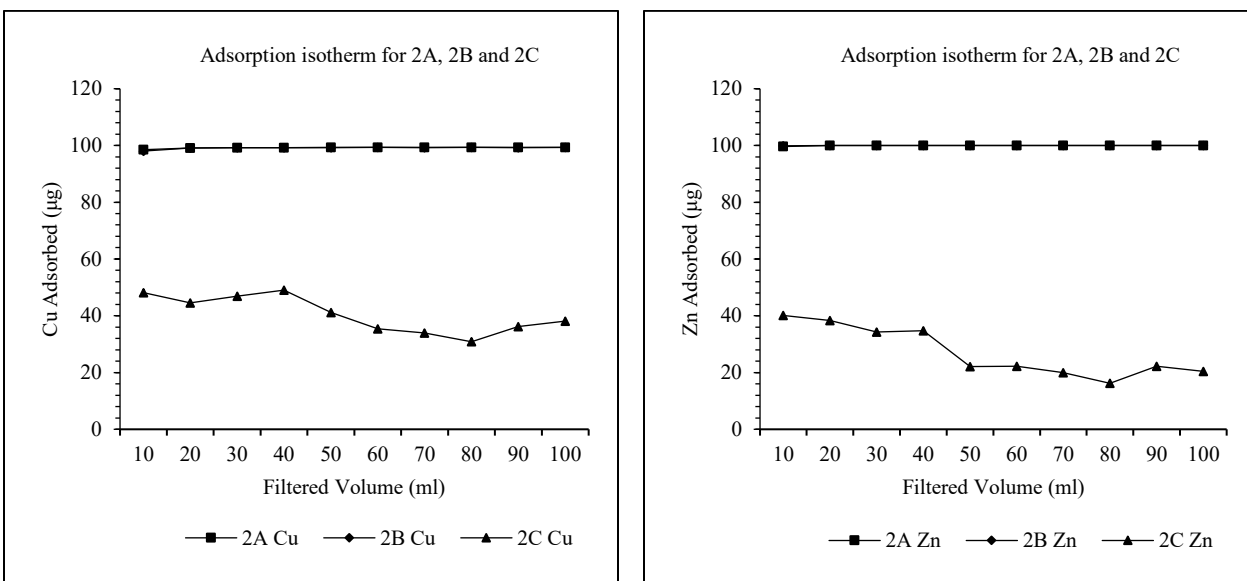 Adsorption isotherm for 2A, 2B and 2C
120
100
80
60
40
20
0
Cu Adsorbed (µg)
10 20 30 40 50 60 70 80 90 100
Filtered Volume (ml)
2A Cu 2B Cu 2C Cu
Adsorption isotherm for 2A, 2B and 2C
120
100
80
60
40
20
0
Zn Adsorbed (µg)
10 20 30 40 50 60 70 80 90 100
Filtered Volume (ml)
2A Zn 2B Zn 2C Zn